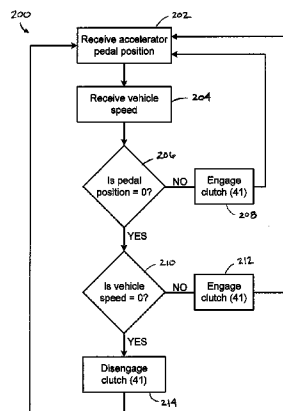 200
202
Receive accelerator
pedal position
Receive vehicle
speed
204
206
Is pedal
position = 0?
NO
Engage
clutch (41)
208
YES
210
212
Is vehicle
speed = 0?
NO
Engage
clutch (41)
YES
Disengage
clutch (41)
214